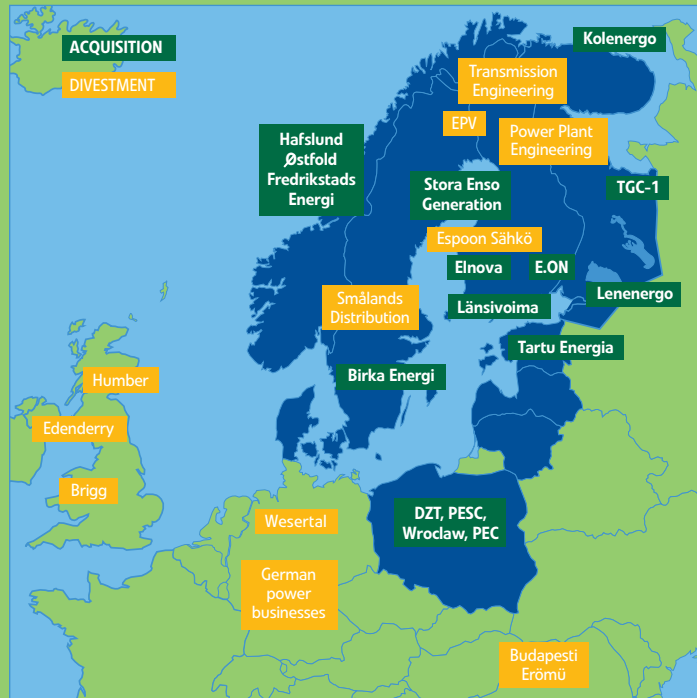 ACQUISITION
DIVESTMENT
Kolenergo
Transmission
Engineering
EPV
Power Plant
Engineering
Hafslund
Østfold
Fredrikstads
Energi
Stora Enso
Generation
TGC-1
Espoon Sähkö
Elnova
E.ON
Lenenergo
Smålands
Distribution
Länsivoima
Tartu Energia
Birka Energi
Humber
Edenderry
Brigg
Wesertal
DZT, PESC,
Wroclaw, PEC
German
power
businesses
Budapesti
Erömü